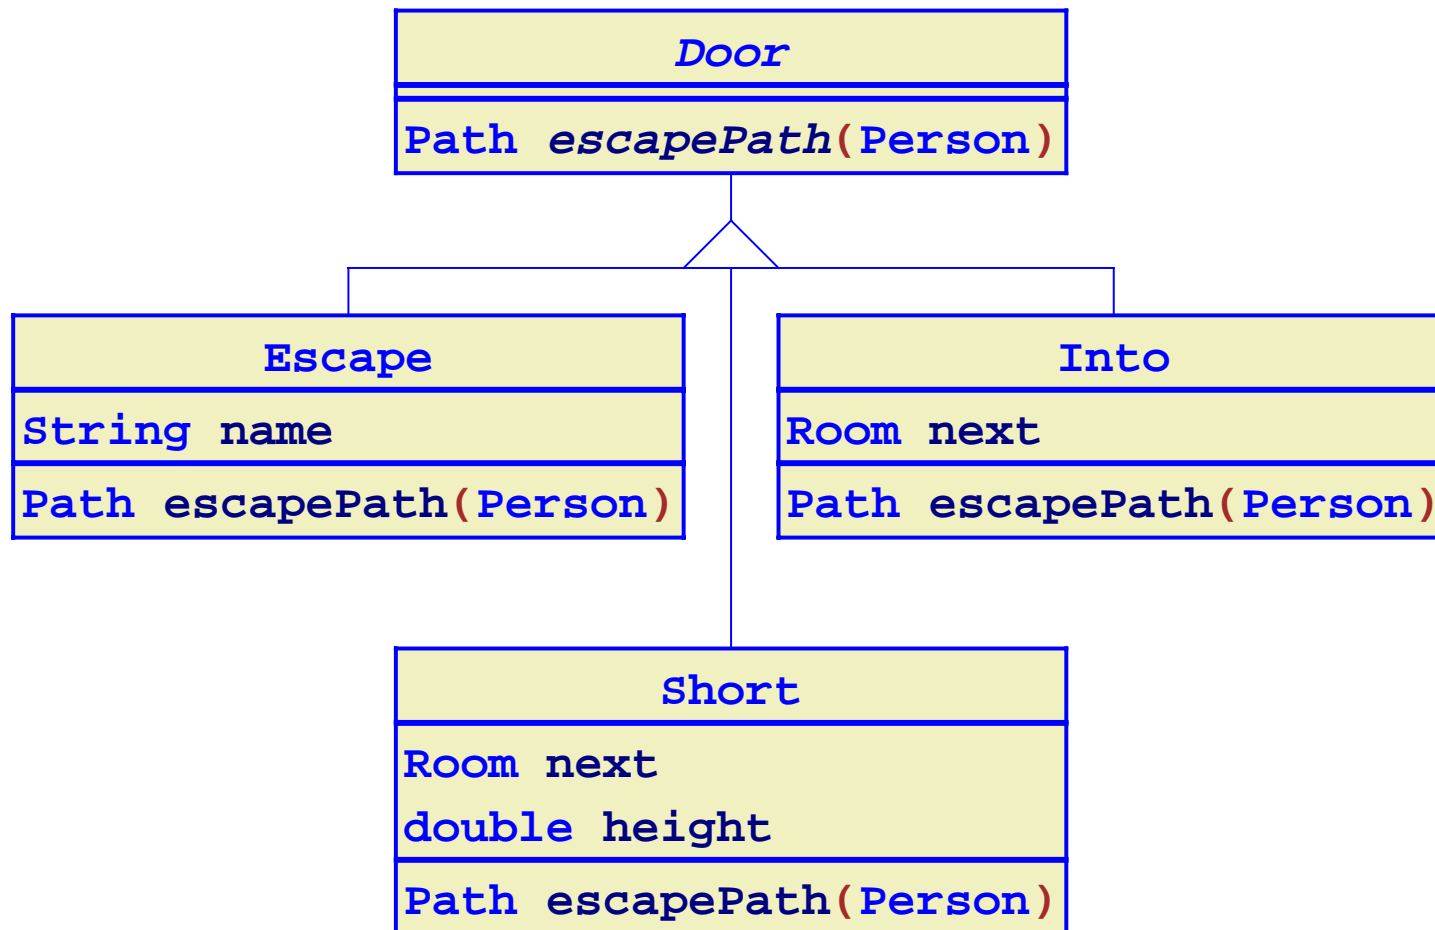 Door
Path escapePath(Person)
Escape
String name
Path escapePath(Person)
Into
Room next
Path escapePath(Person)
Short
Room next
double height
Path escapePath(Person)